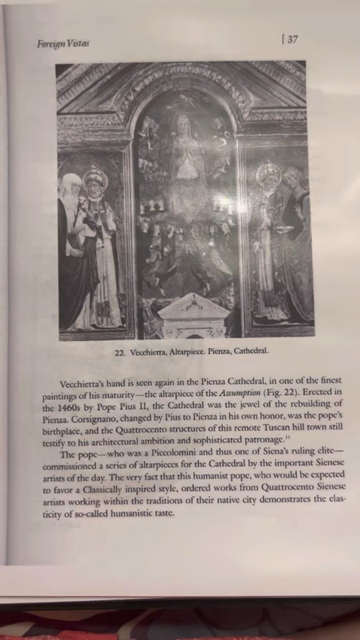 Foreign Vistas
[ 37
22. Vecchietta, Altarpiece. Pienza, Cathedral.
Vecchietta's hand is seen again in the Pienza Cathedral, in one of the finest
paintings of his maturity—the altarpiece of the Assumption (Fig. 22). Erected in
the 1460s by Pope Pius II, the Cathedral was the jewel of the rebuilding of
Pienza. Corsignano, changed by Pius to Pienza in his own honor, was the pope's
birthplace, and the Quattrocento structures of this remote Tuscan hill town still
testify to his architectural ambition and sophisticated patronage.
The pope—who was a Piccolomini and thus one of Siena's ruling elite—
commissioned a series of altarpieces for the Cathedral by the important Sienese
artists of the day. The very fact that this humanist pope, who would be expected
to favor a Classically inspired style, ordered works from Quattrocento Sienese
artists working within the traditions of their native city demonstrates the elas-
ticity of so-called humanistic taste.